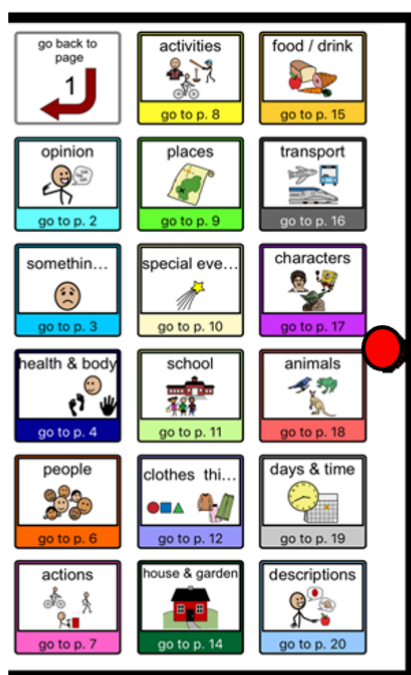 go back to
page
1
activities
go to p. 8
food / drink
go to p. 15
opinion
go to p. 2
places
go to p. 9
transport
go to p. 16
somethin...
go to p. 3
special eve...
go to p. 10
characters
go to p. 17
health & body
go to p. 4
school
go to p. 11
animals
go to p. 18
people
go to p. 6
clothes thi...
go to p. 12
days & time
go to p. 19
actions
go to p. 7
house & garden
go to p. 14
descriptions
go to p. 20